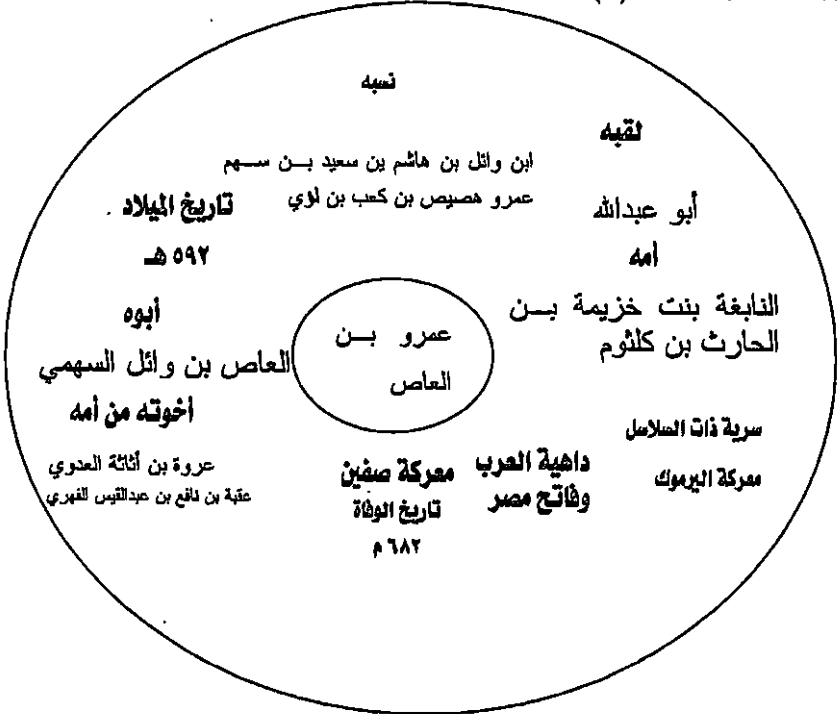 نسبه
لقبه
ابن وائل بن هاشم بن سعيد بن سهم
عمرو هصيص بن كعب بن لؤي
تاريخ الميلاد
٥٩٢ هـ
أبو عبدالله
أمه
النابغة بنت خزيمة بن
الحارث بن كلثوم
أبوه
العاص بن وائل السهمي
أخوته من أمه
عروة بن أثاثة العدوي
عقبة بن نافع بن عبدالقيس الفهري
عمرو بن
العاص
سرية ذات السلاسل
معركة اليرموك
داهية العرب
وفاتح مصر
معركة صفين
تاريخ الوفاة
٦٨٢ م